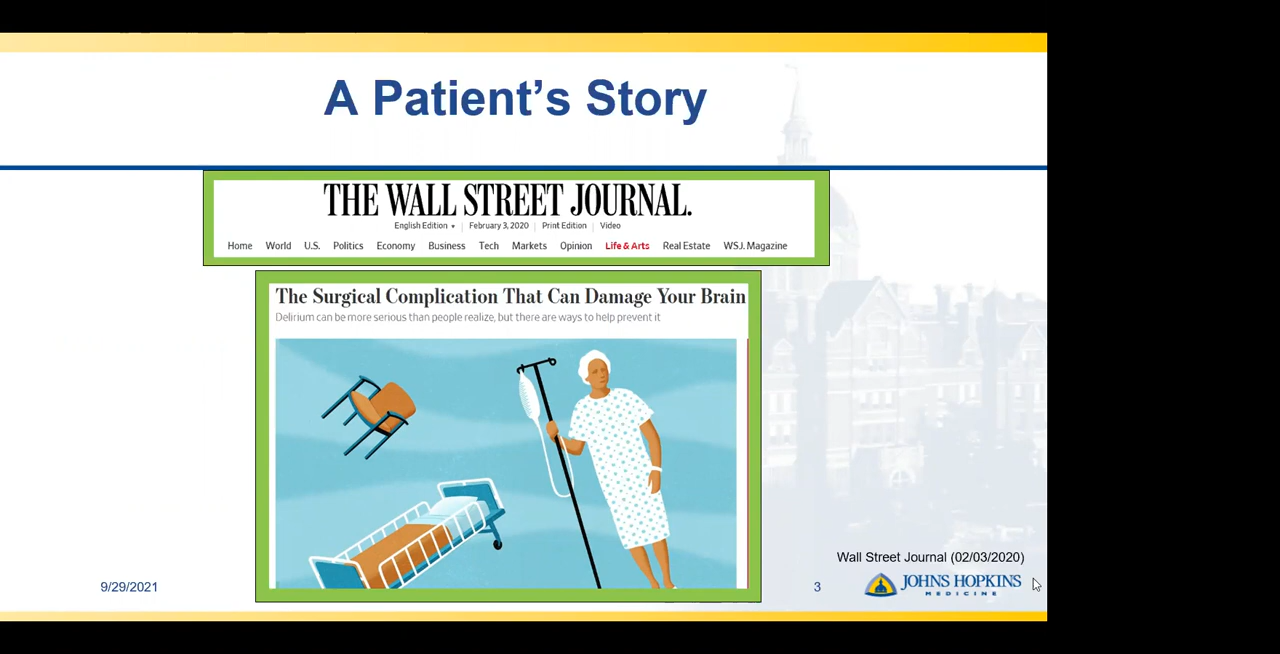 A Patient’s Story
THE WALL STREET JOURNAL.
English Edition ▾ | February 3, 2020 | Print Edition | Video
Home World U.S. Politics Economy Business Tech Markets Opinion Life & Arts Real Estate WSJ. Magazine
The Surgical Complication That Can Damage Your Brain
Delirium can be more serious than people realize, but there are ways to help prevent it
Wall Street Journal (02/03/2020)
9/29/2021
3
JOHNS HOPKINS
MEDICINE